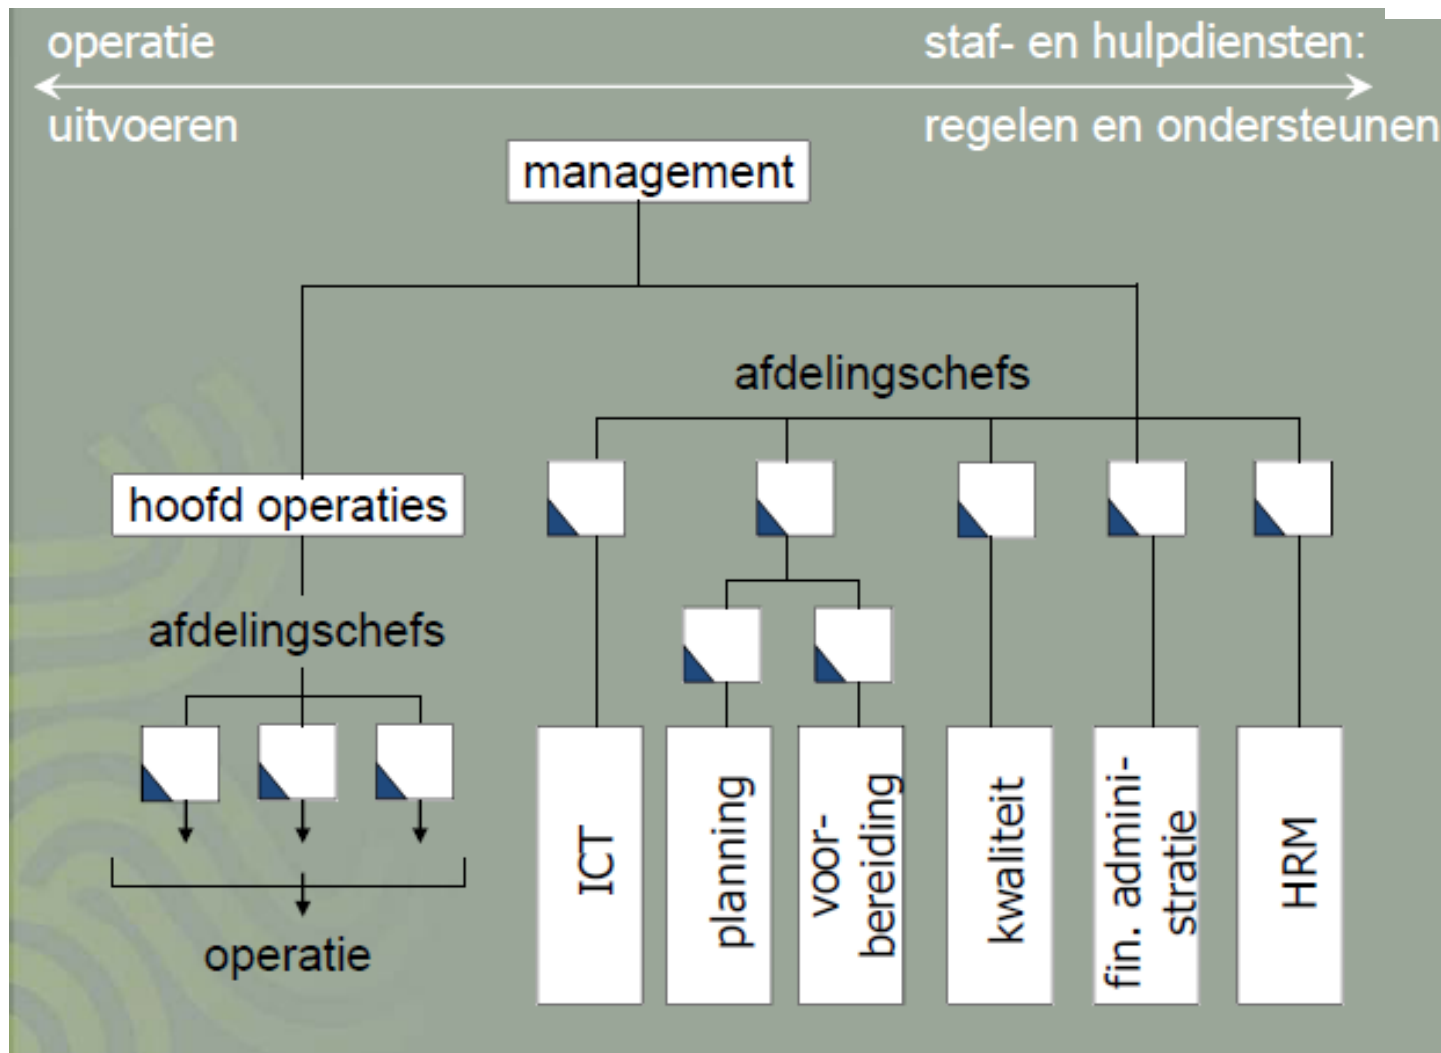 operatie
staf- en hulpdiensten:
uitvoeren
regelen en ondersteunen
management
afdelingschefs
hoofd operaties
afdelingschefs
operatie
ICT
planning
voor-
bereiding
kwaliteit
fin. admini-
stratie
HRM